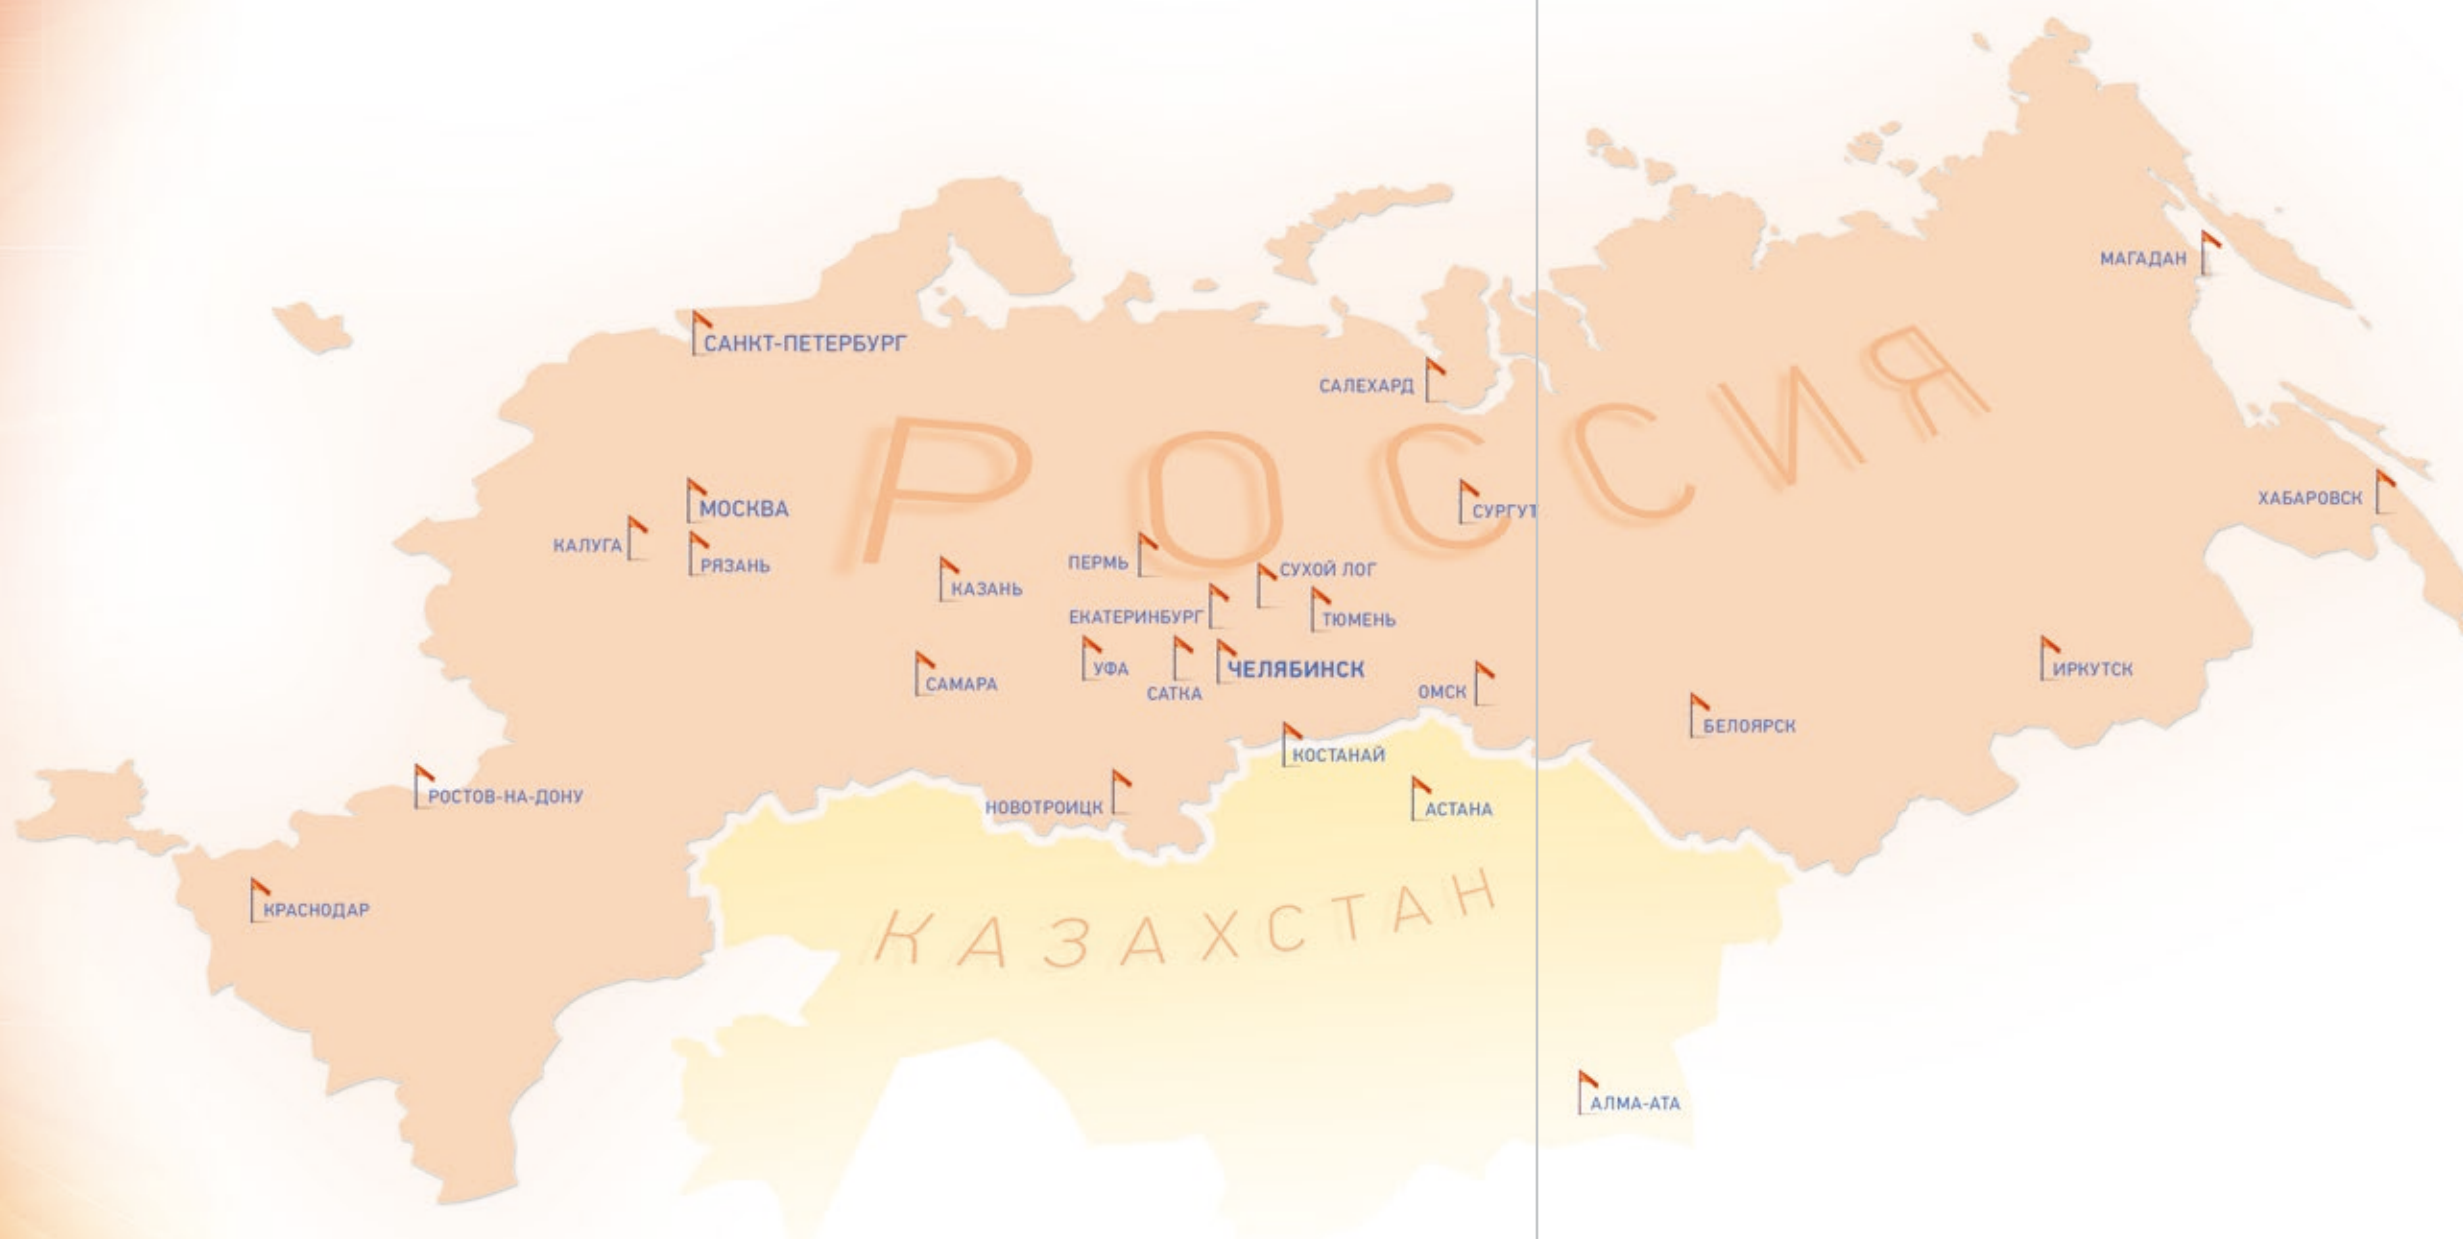 САНКТ-ПЕТЕРБУРГ
МАГАДАН
САЛЕХАРД
РОССИЯ
МОСКВА
СУРГУТ
ХАБАРОВСК
КАЛУГА
РЯЗАНЬ
КАЗАНЬ
ПЕРМЬ
СУХОЙ ЛОГ
ЕКАТЕРИНБУРГ
ТЮМЕНЬ
САМАРА
УФА
САТКА
ЧЕЛЯБИНСК
ОМСК
ИРКУТСК
БЕЛОЯРСК
КОСТАНАЙ
РОСТОВ-НА-ДОНУ
НОВОТРОИЦК
АСТАНА
КРАСНОДАР
КАЗАХСТАН
АЛМА-АТА